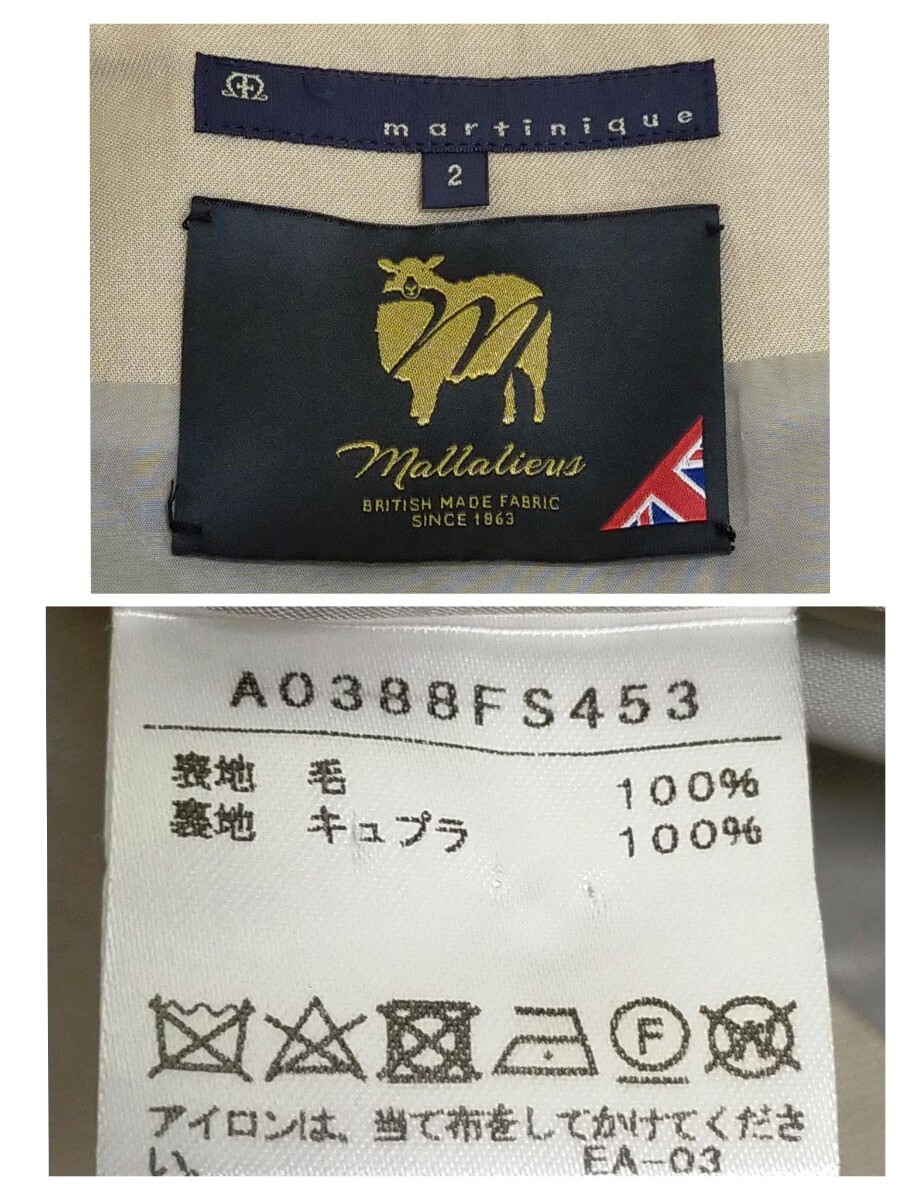 martinique
2
Mallalieus
BRITISH MADE FABRIC
SINCE 1863
A0388FS453
表地 毛 100%
裏地 キュプラ 100%
F W
アイロンは、当て布をしてかけてくださ
い。 EA-03